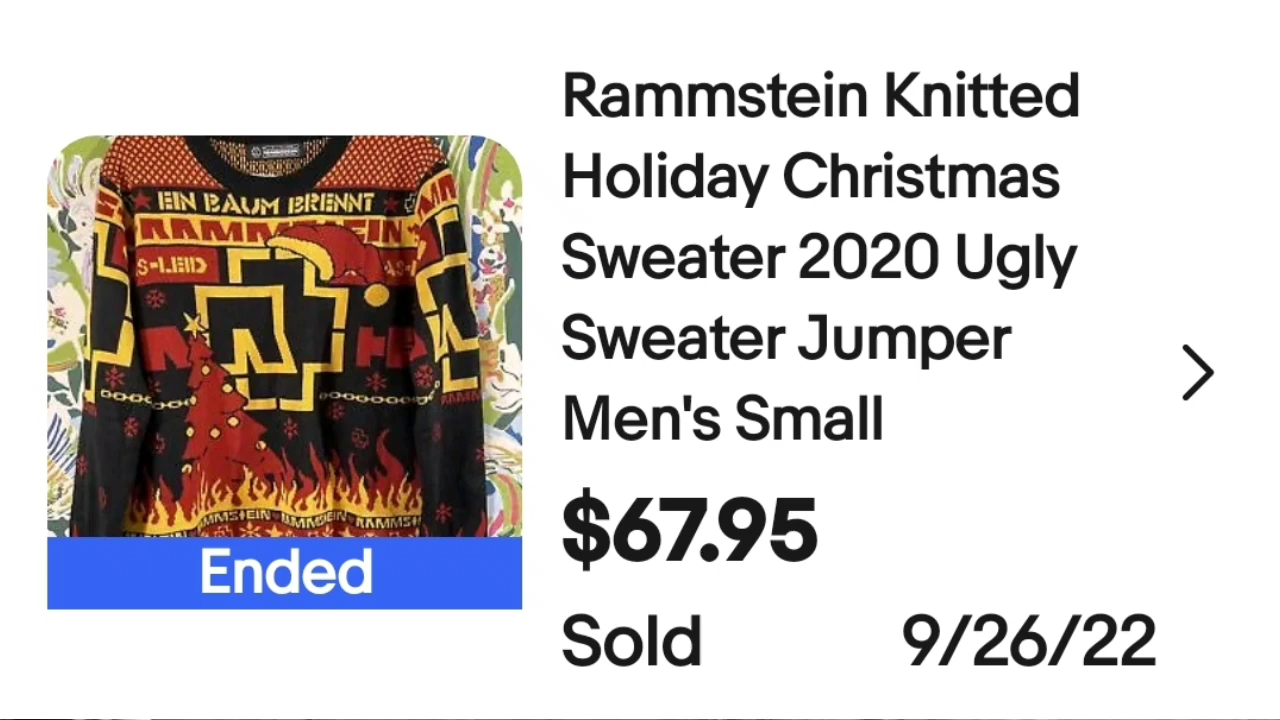 EIN BAUM BRENNT
RAMMSTEIN
S-LEID
Ended
Rammstein Knitted
Holiday Christmas
Sweater 2020 Ugly
Sweater Jumper
Men's Small
$67.95
Sold 9/26/22